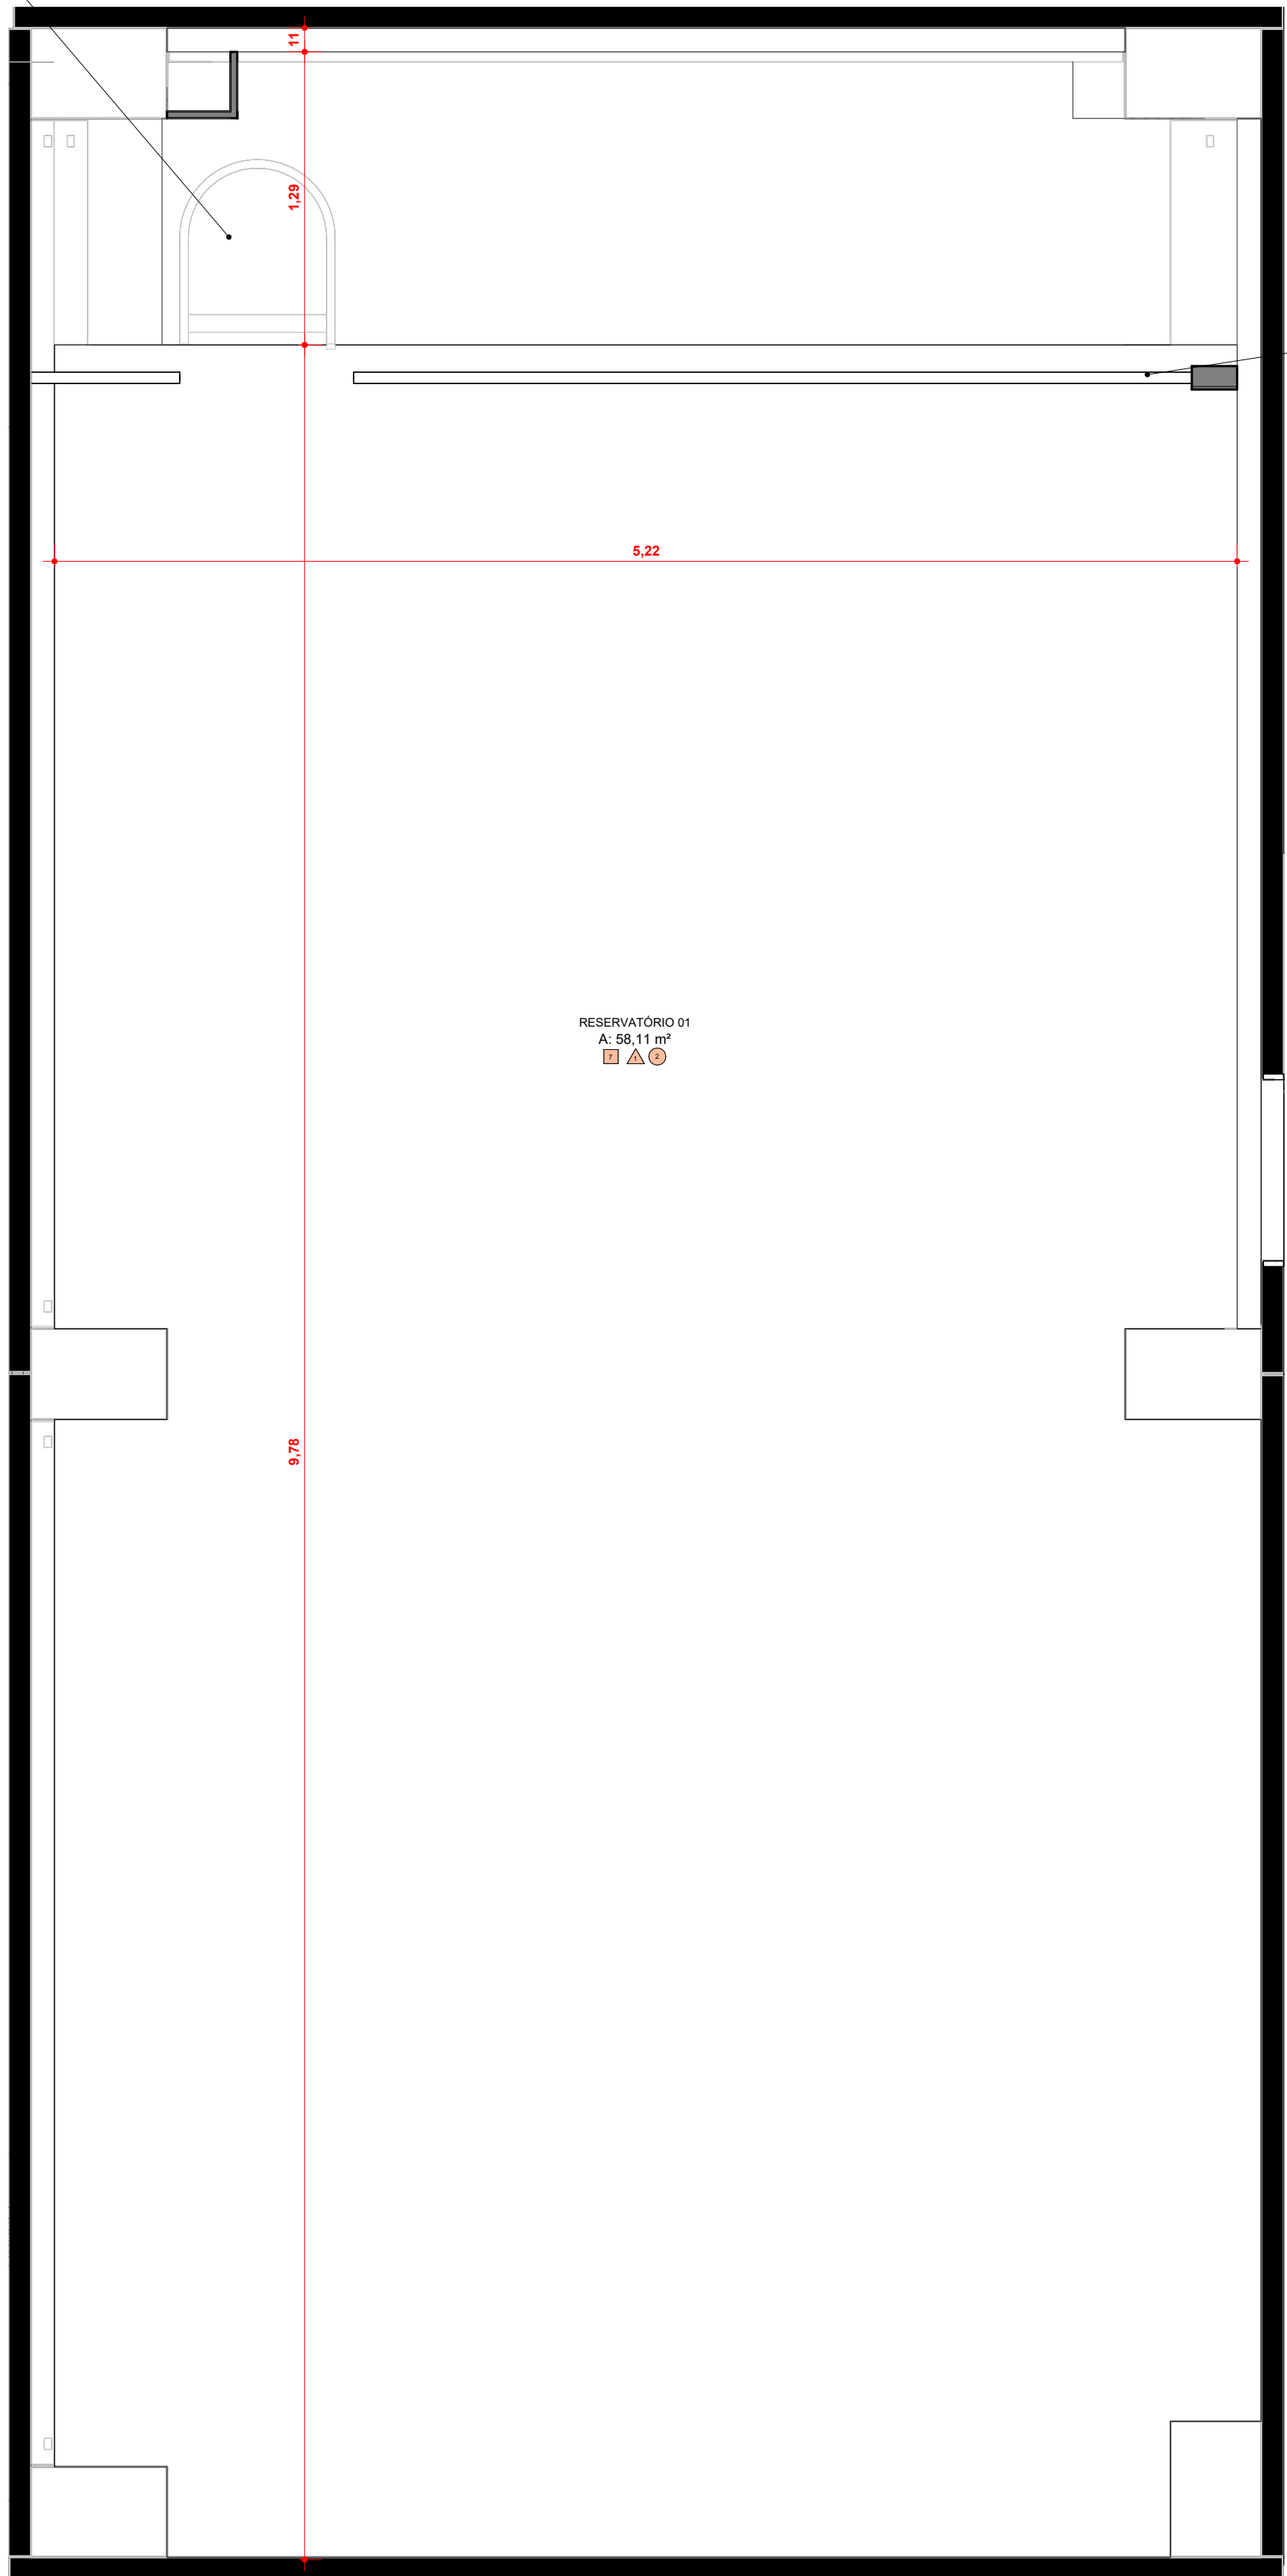 11
1,29
5,22
RESERVATÓRIO 01
A: 58,11 m²
7 1 2
9,78